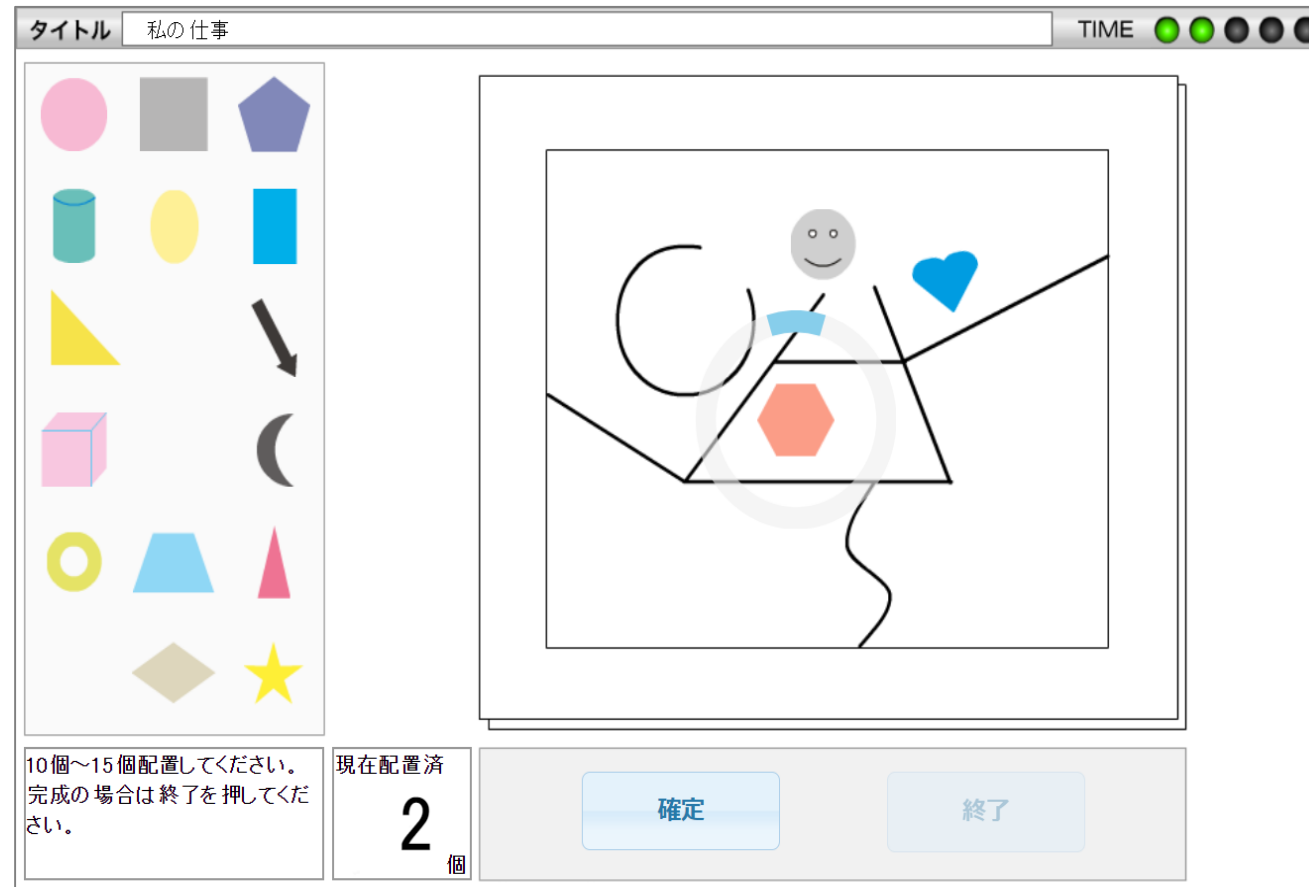 タイトル
私の仕事
TIME
10個～15個配置してください。
完成の場合は終了を押してくだ
さい。
現在配置済
2
個
確定
終了